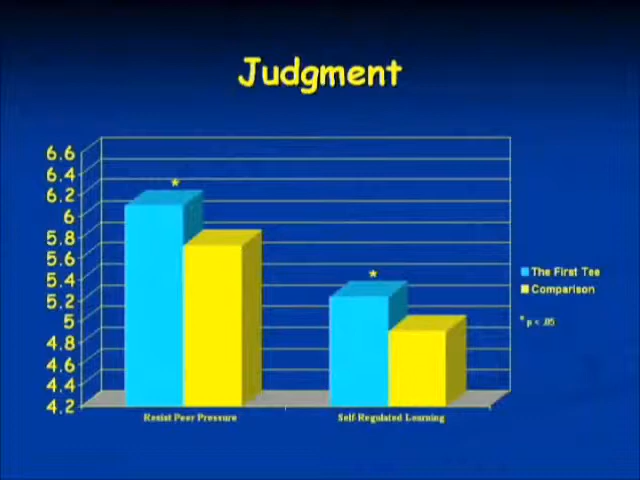 Judgment
6.6
6.4
6.2
6
5.8
5.6
5.4
5.2
5
4.8
4.6
4.4
4.2
*
*
Resist Peer Pressure
Self-Regulated Learning
The First Tee
Comparison
* p < .05